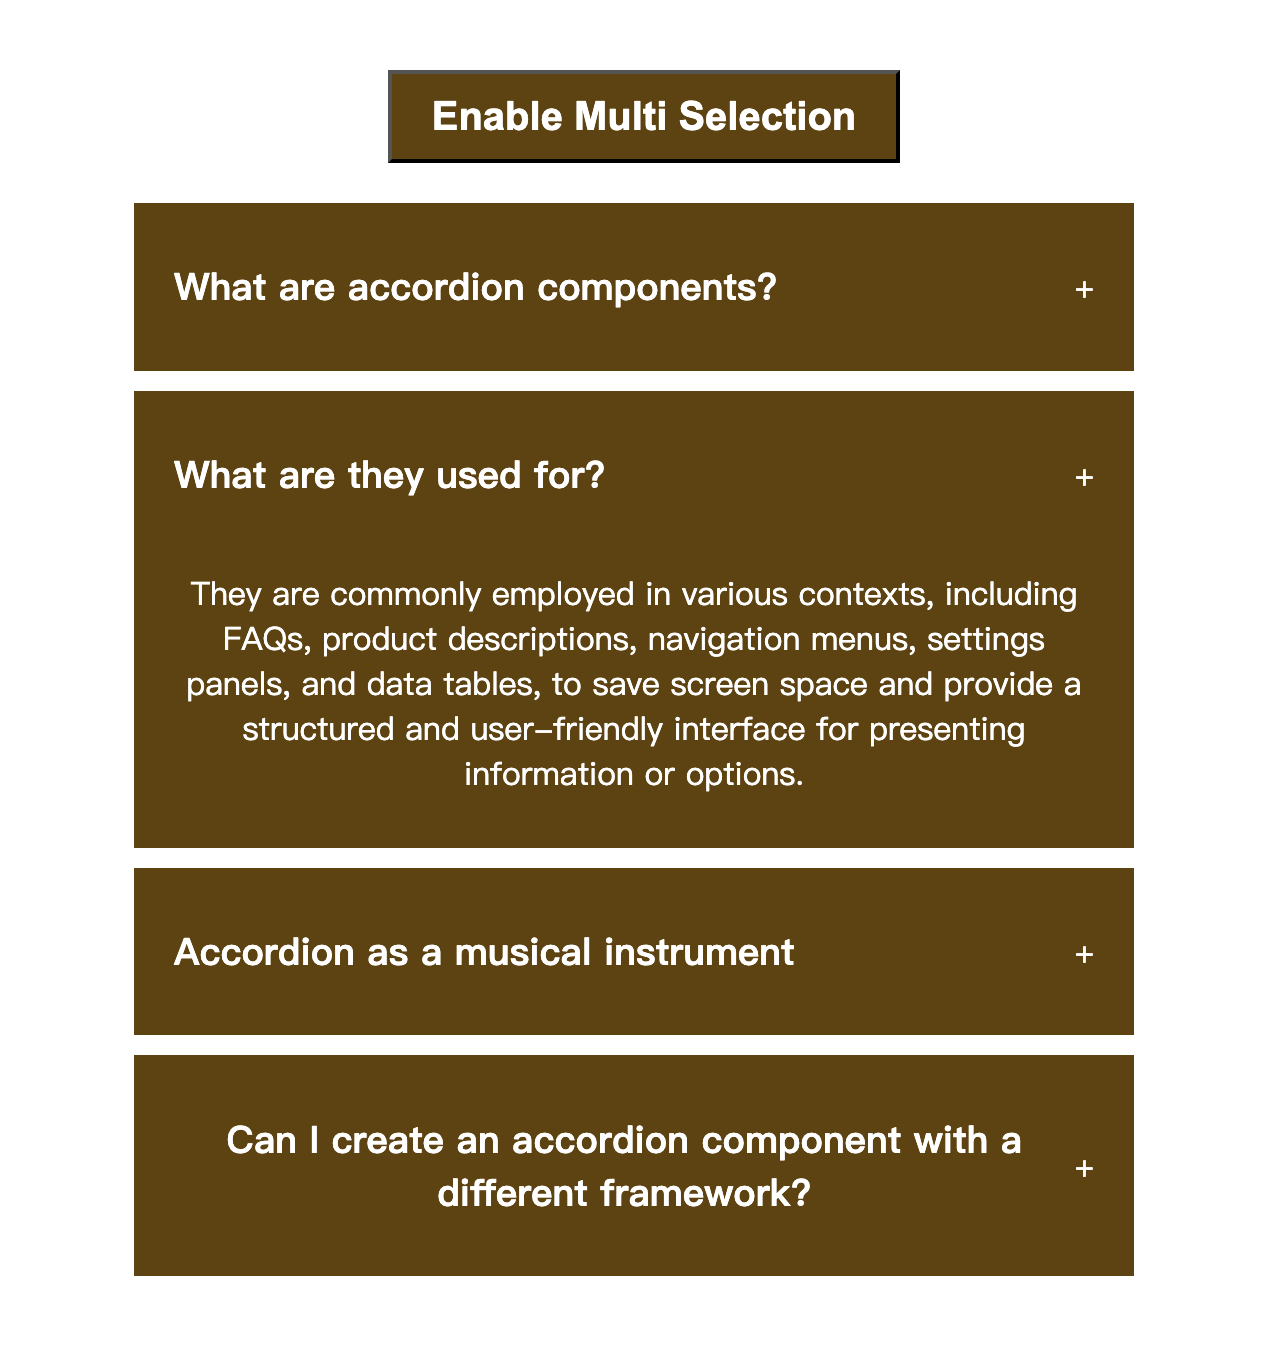 Enable Multi Selection
What are accordion components?
+
What are they used for?
+
They are commonly employed in various contexts, including
FAQs, product descriptions, navigation menus, settings
panels, and data tables, to save screen space and provide a
structured and user–friendly interface for presenting
information or options.
Accordion as a musical instrument
+
Can I create an accordion component with a
different framework?
+